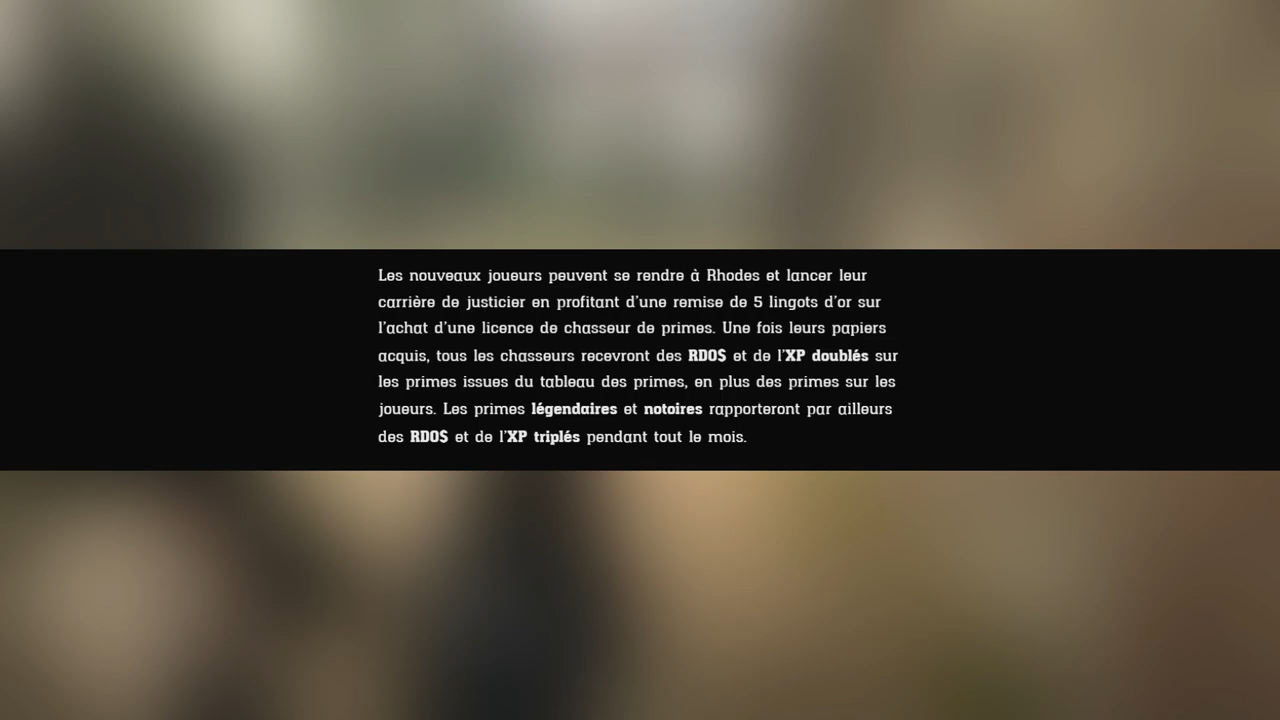 Les nouveaux joueurs peuvent se rendre à Rhodes et lancer leur
carrière de justicier en profitant d'une remise de 5 lingots d'or sur
l'achat d'une licence de chasseur de primes. Une fois leurs papiers
acquis, tous les chasseurs recevront des RDO$ et de l'XP doublés sur
les primes issues du tableau des primes, en plus des primes sur les
joueurs. Les primes légendaires et notoires rapporteront par ailleurs
des RDO$ et de l'XP triplés pendant tout le mois.